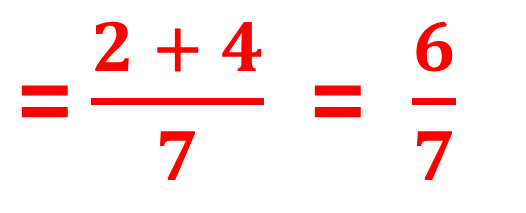 = (2 + 4)/7 = 6/7